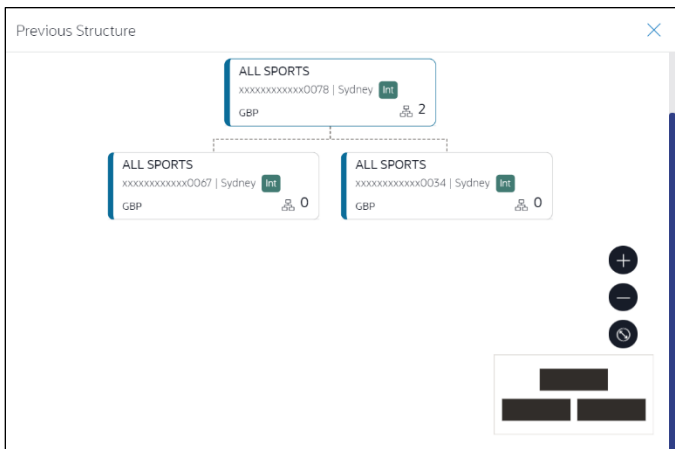 Previous Structure
ALL SPORTS
xxxxxxxxxxxx0078 | Sydney Int
GBP 2
ALL SPORTS
xxxxxxxxxxxx0067 | Sydney Int
GBP 0
ALL SPORTS
xxxxxxxxxxxx0034 | Sydney Int
GBP 0